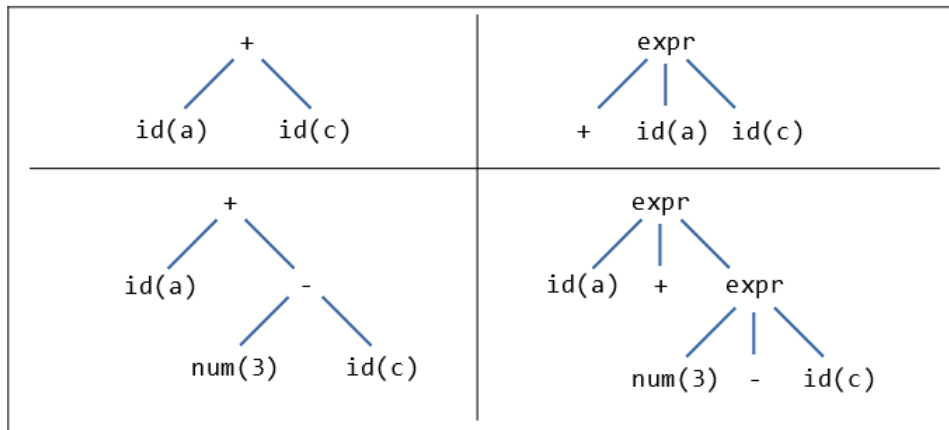 +
id(a) id(c)
expr
+ id(a) id(c)
+
id(a) -
num(3) id(c)
expr
id(a) + expr
num(3) - id(c)